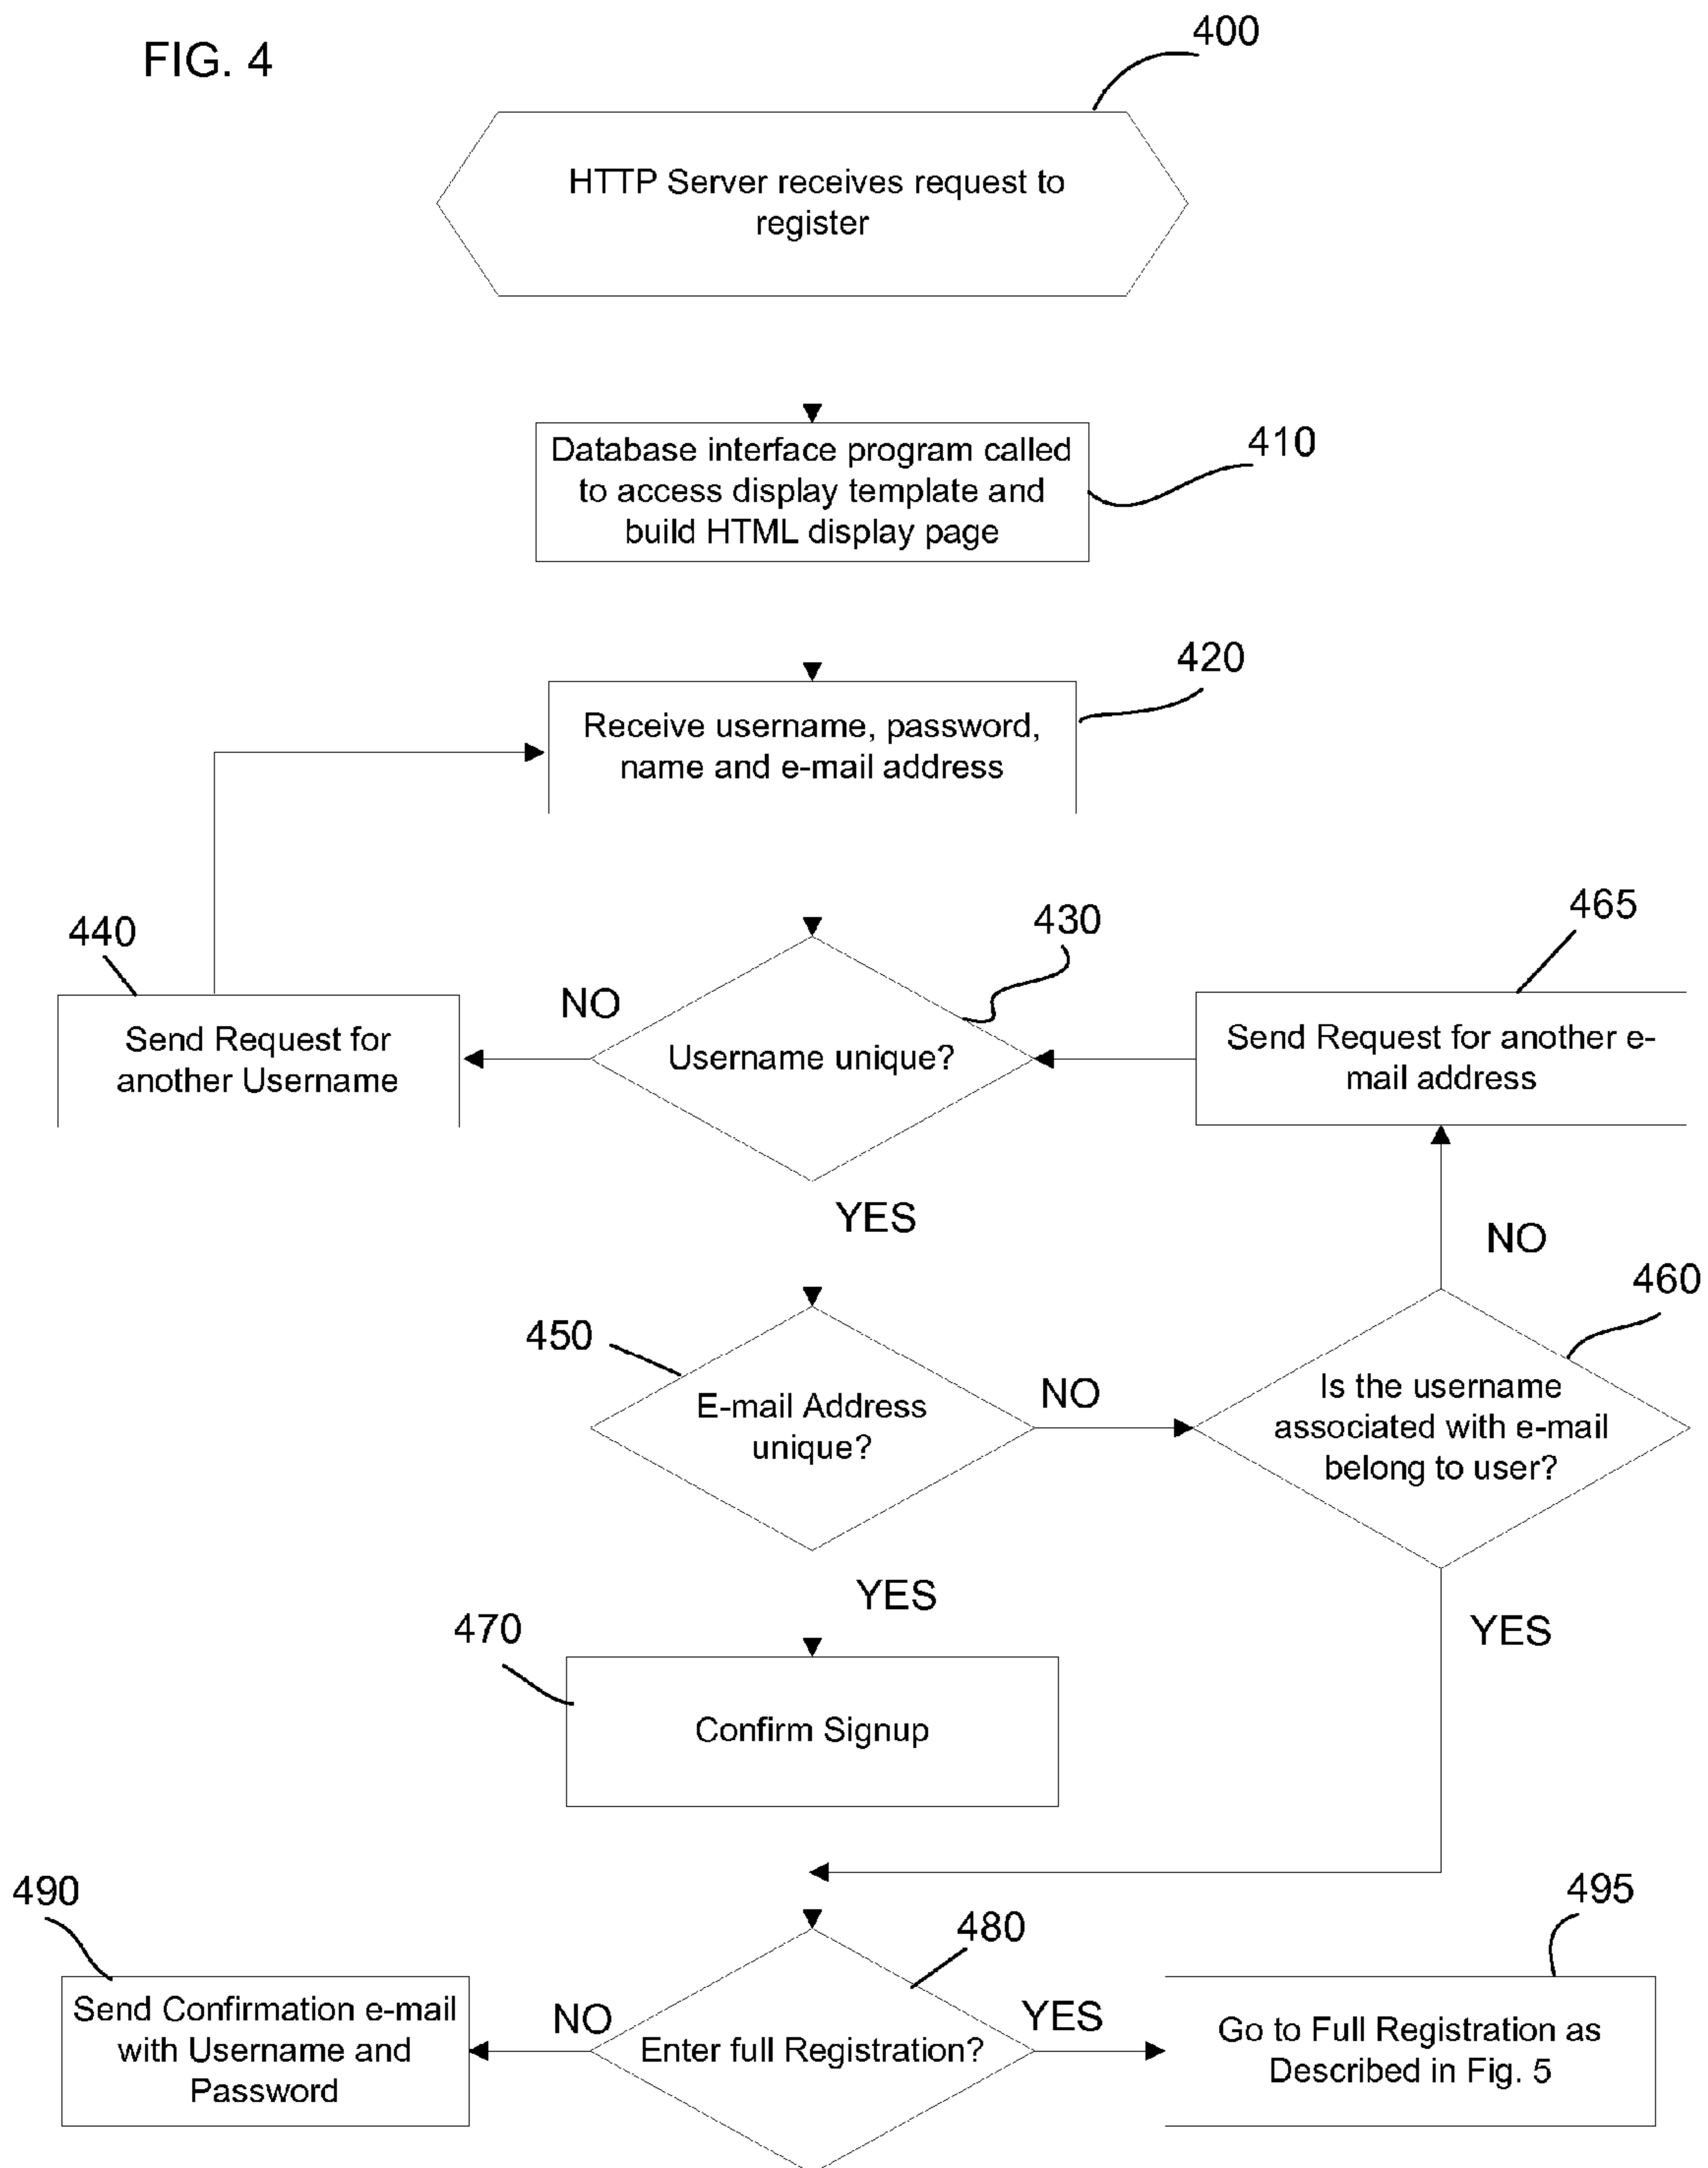 FIG. 4
400
HTTP Server receives request to
register
Database interface program called
to access display template and
build HTML display page
410
420
Receive username, password,
name and e-mail address
440
430
465
Send Request for
another Username
NO
Username unique?
Send Request for another e-
mail address
YES
NO
460
450
E-mail Address
unique?
NO
Is the username
associated with e-mail
belong to user?
YES
YES
470
Confirm Signup
490
480
495
Send Confirmation e-mail
with Username and
Password
NO
Enter full Registration?
YES
Go to Full Registration as
Described in Fig. 5